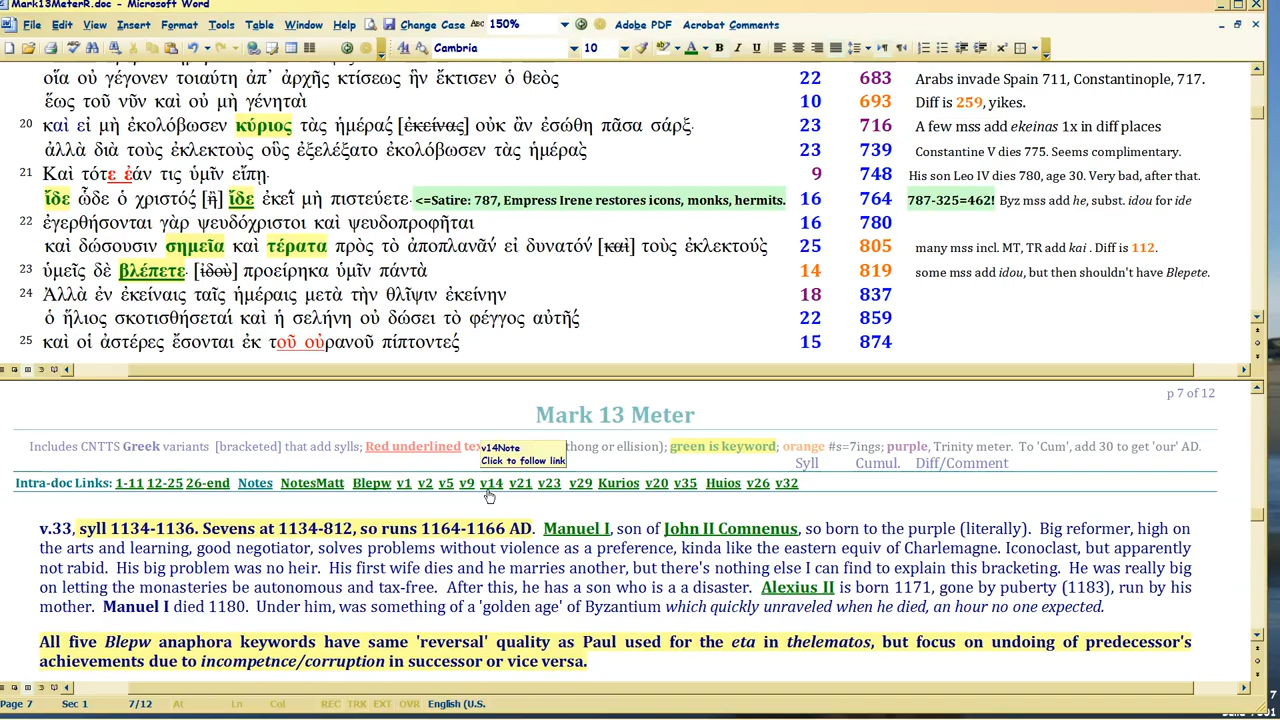 Mark13MeterR.doc - Microsoft Word
File Edit View Insert Format Tools Table Window Help Change Case ABC 150% Adobe PDF Acrobat Comments
Cambria 10 B I U
οἵα οὐ γέγονεν τοιαύτη ἀπ᾽ ἀρχῆς κτίσεως ἣν ἔκτισεν ὁ θεὸς 22 683 Arabs invade Spain 711, Constantinople, 717.
ἕως τοῦ νῦν καὶ οὐ μὴ γένηταὶ 10 693 Diff is 259, yikes.
20 καὶ εἰ μὴ ἐκολόβωσεν κύριος τὰς ἡμέρας́ [ἐκείνας] οὐκ ἂν ἐσώθη πᾶσα σάρξ. 23 716 A few mss add ekeinas 1x in diff places
ἀλλὰ διὰ τοὺς ἐκλεκτοὺς οὓς ἐξελέξατο ἐκολόβωσεν τὰς ἡμέρας̀ 23 739 Constantine V dies 775. Seems complimentary.
21 Καὶ τότε ἐάν τις ὑμῖν εἴπῃ. 9 748 His son Leo IV dies 780, age 30. Very bad, after that.
ἴδε ὧδε ὁ χριστός́ [ἢ] ἴδε ἐκεῖ̈ μὴ πιστεύετε. <=Satire: 787, Empress Irene restores icons, monks, hermits. 16 764 787-325=462! Byz mss add he, subst. idou for ide
22 ἐγερθήσονται γὰρ ψευδόχριστοι καὶ ψευδοπροφῆται 16 780
καὶ δώσουσιν σημεῖα καὶ τέρατα πρὸς τὸ ἀποπλανᾶν́ εἰ δυνατόν́ [καὶ] τοὺς ἐκλεκτούς̀ 25 805 many mss incl. MT, TR add kai . Diff is 112.
23 ὑμεῖς δὲ βλέπετε. [ἰδοὺ] προείρηκα ὑμῖν πάντὰ 14 819 some mss add idou, but then shouldn't have Blepete.
24 Ἀλλὰ ἐν ἐκείναις ταῖς ἡμέραις μετὰ τὴν θλῖψιν ἐκείνην 18 837
ὁ ἥλιος σκοτισθήσεταί καὶ ἡ σελήνη οὐ δώσει τὸ φέγγος αὐτῆς́ 22 859
25 καὶ οἱ ἀστέρες ἔσονται ἐκ τοῦ οὐρανοῦ πίπτοντες́ 15 874
p 7 of 12
Mark 13 Meter
Includes CNTTS Greek variants [bracketed] that add sylls; Red underlined thong or ellision); green is keyword; orange #s=7ings; purple, Trinity meter. To 'Cum', add 30 to get 'our' AD.
v14Note
Click to follow link
Syll Cumul. Diff/Comment
Intra-doc Links: 1-11 12-25 26-end Notes NotesMatt Blepw v1 v2 v5 v9 v14 v21 v23 v29 Kurios v20 v35 Huios v26 v32
v.33, syll 1134-1136. Sevens at 1134-812, so runs 1164-1166 AD. Manuel I, son of John II Comnenus, so born to the purple (literally). Big reformer, high on
the arts and learning, good negotiator, solves problems without violence as a preference, kinda like the eastern equiv of Charlemagne. Iconoclast, but apparently
not rabid. His big problem was no heir. His first wife dies and he marries another, but there's nothing else I can find to explain this bracketing. He was really big
on letting the monasteries be autonomous and tax-free. After this, he has a son who is a a disaster. Alexius II is born 1171, gone by puberty (1183), run by his
mother. Manuel I died 1180. Under him, was something of a 'golden age' of Byzantium which quickly unraveled when he died, an hour no one expected.
All five Blepw anaphora keywords have same 'reversal' quality as Paul used for the eta in thelematos, but focus on undoing of predecessor's
achievements due to incompetnce/corruption in successor or vice versa.
Page 7 Sec 1 7/12 At Ln Col REC TRK EXT OVR English (U.S.